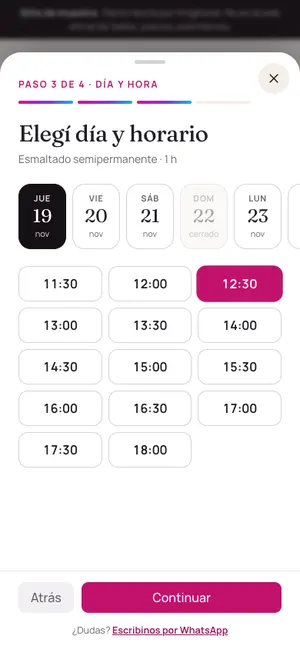 PASO 3 DE 4 · DÍA Y HORA
Elegí día y horario
Esmaltado semipermanente · 1 h
JUE VIE SÁB DOM LUN
19 20 21 22 23
nov nov nov cerrado nov
11:30 12:00 12:30
13:00 13:30 14:00
14:30 15:00 15:30
16:00 16:30 17:00
17:30 18:00
Atrás Continuar
¿Dudas? Escribinos por WhatsApp